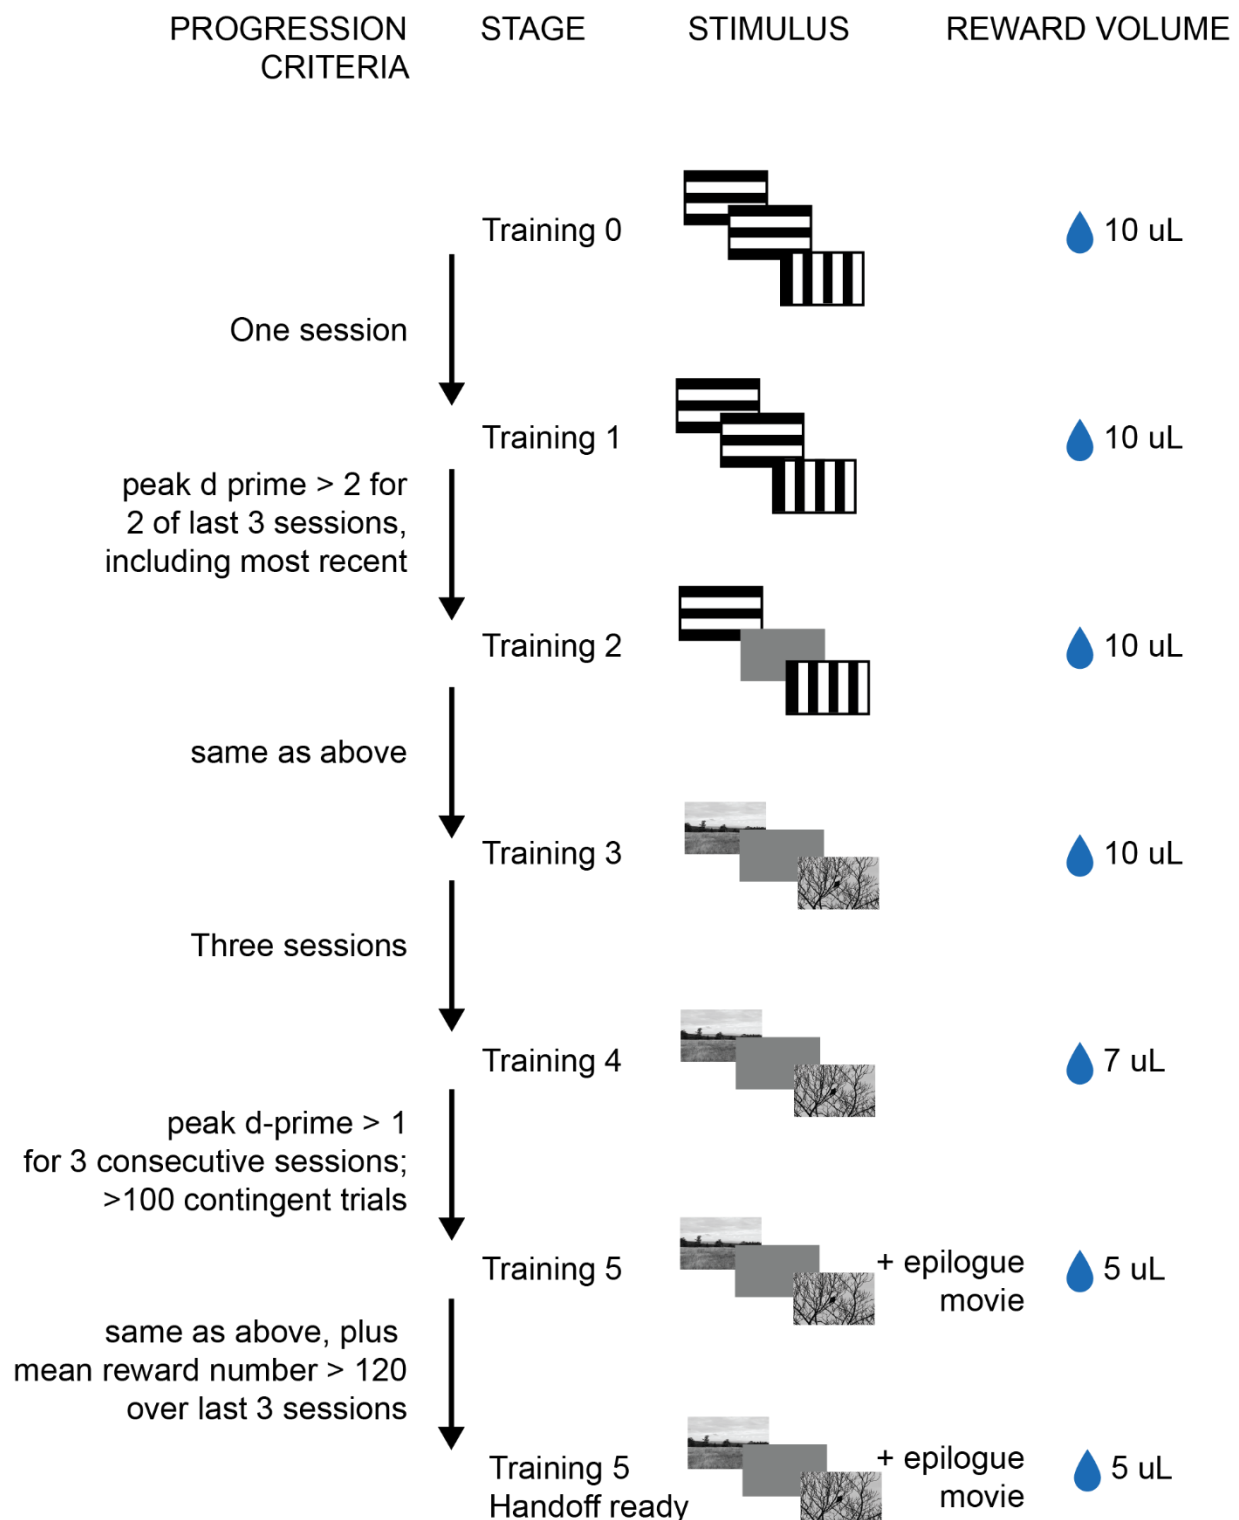 PROGRESSION
CRITERIA
STAGE
STIMULUS
REWARD VOLUME
Training 0
10 uL
One session
Training 1
10 uL
peak d prime > 2 for
2 of last 3 sessions,
including most recent
Training 2
10 uL
same as above
Training 3
10 uL
Three sessions
Training 4
7 uL
peak d-prime > 1
for 3 consecutive sessions;
>100 contingent trials
Training 5
+ epilogue
movie
5 uL
same as above, plus
mean reward number > 120
over last 3 sessions
Training 5
Handoff ready
+ epilogue
movie
5 uL